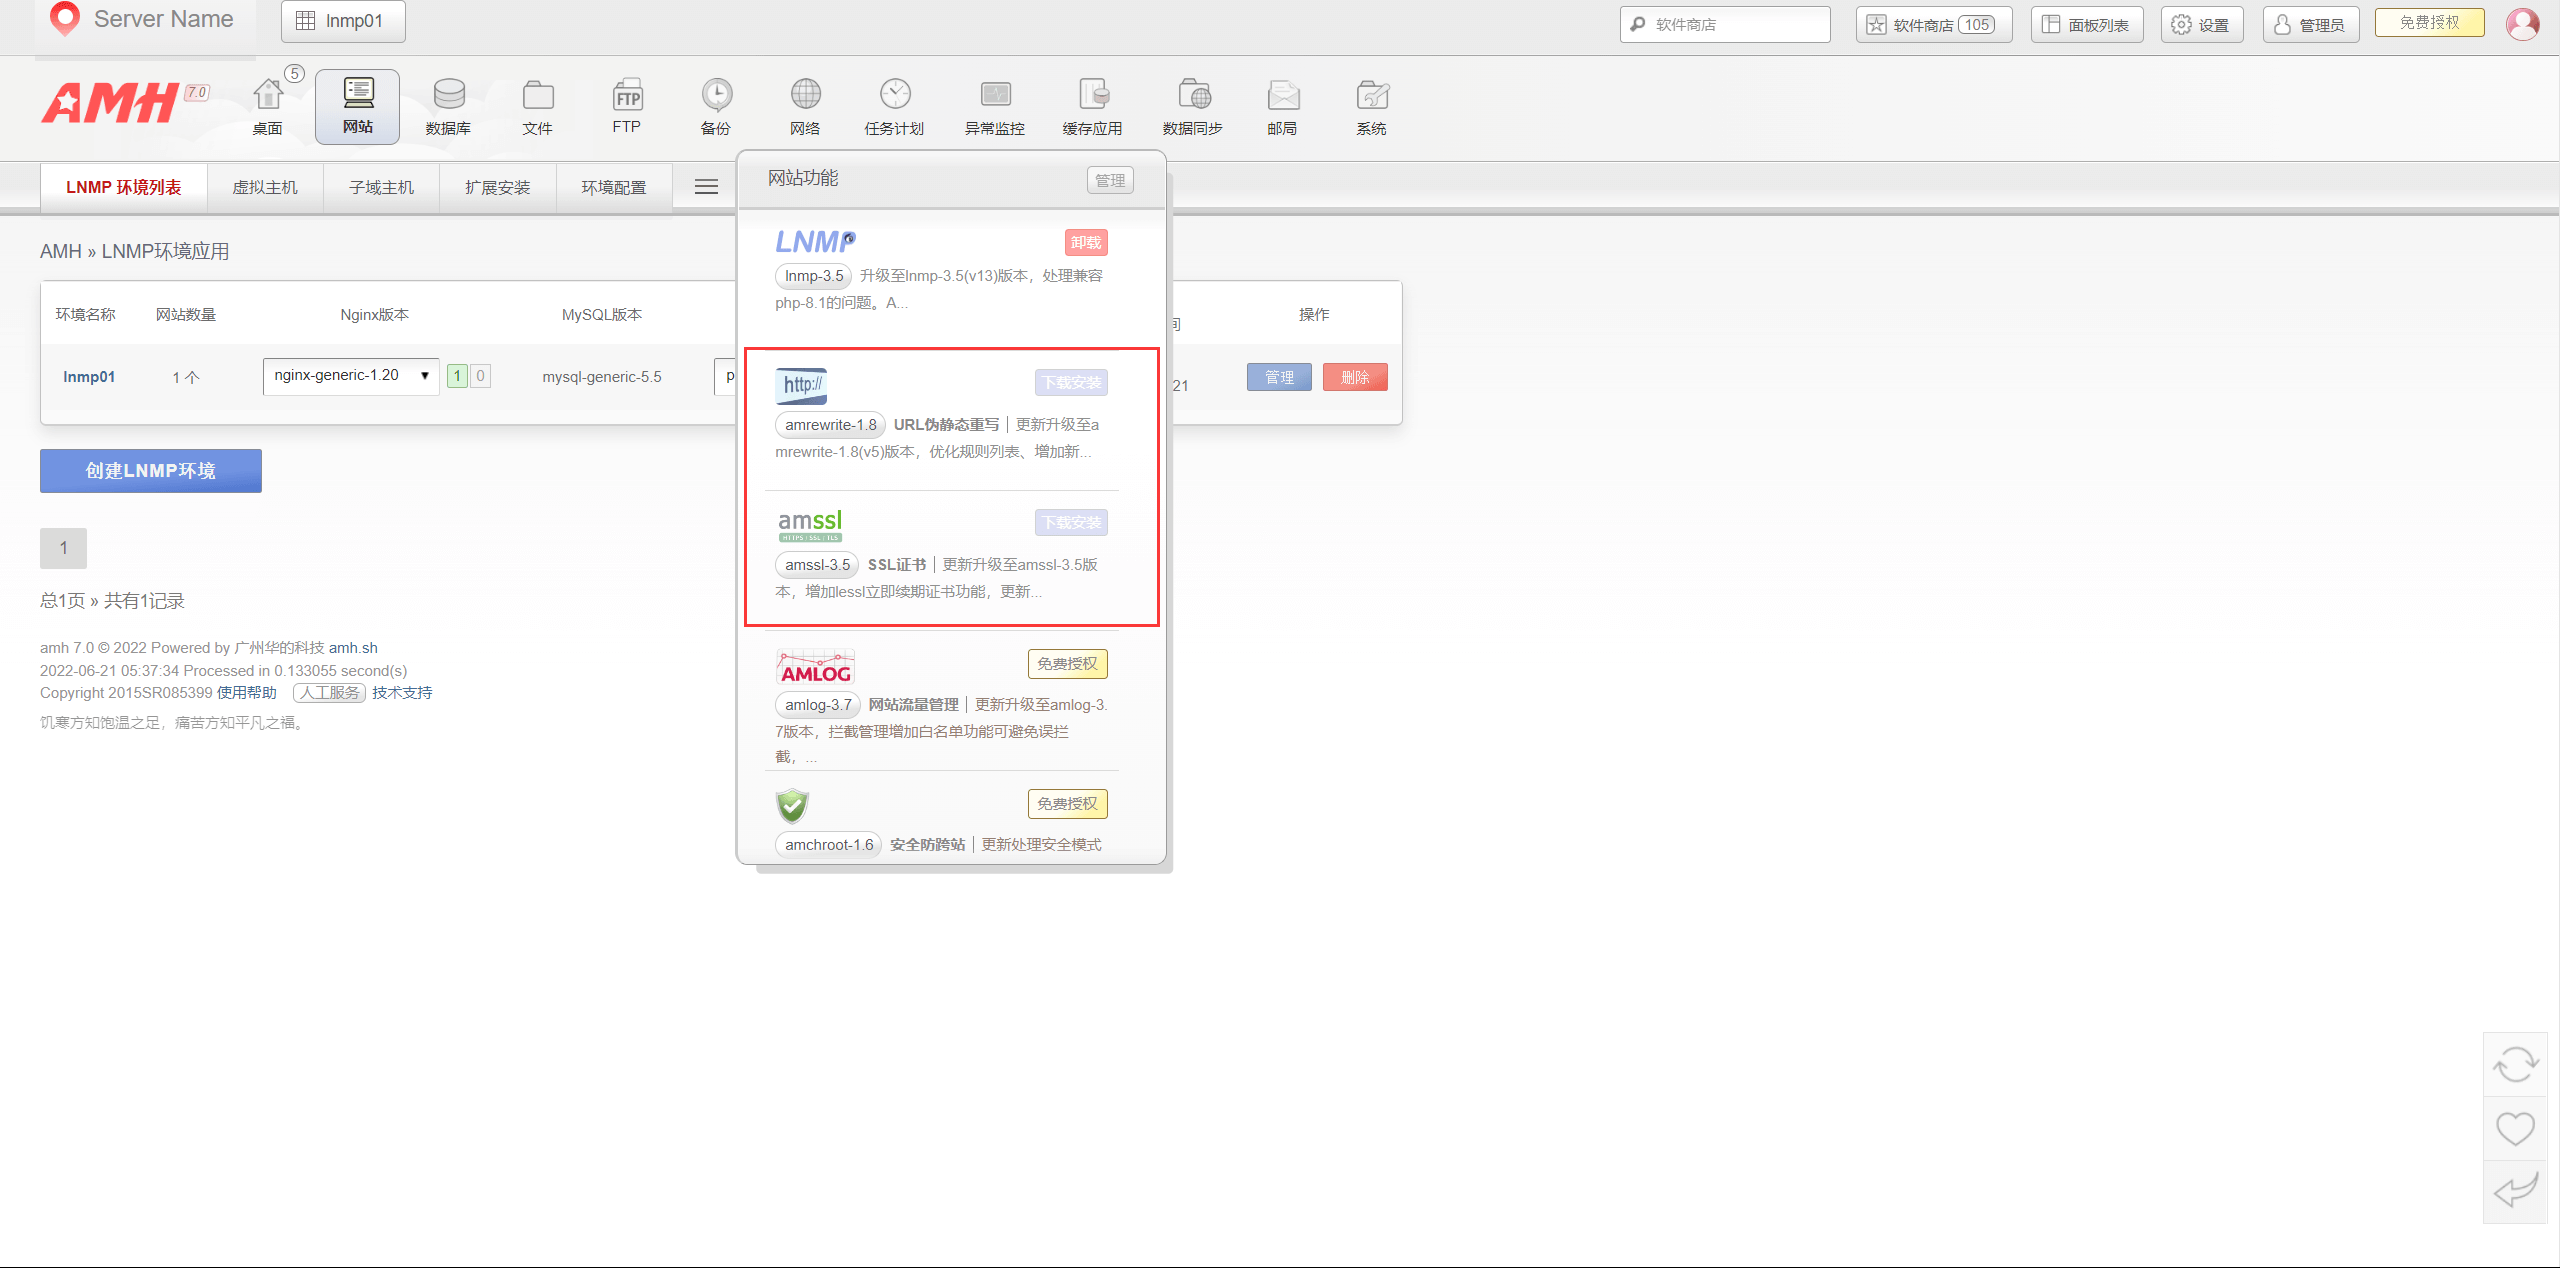 Server Name
lnmp01
软件商店
软件商店 105
面板列表
设置
管理员
免费授权
AMH 7.0
桌面 5
网站
数据库
文件
FTP
FTP
备份
网络
任务计划
异常监控
缓存应用
数据同步
邮局
系统
LNMP 环境列表
虚拟主机
子域主机
扩展安装
环境配置
网站功能
管理
AMH » LNMP环境应用
环境名称
网站数量
Nginx版本
MySQL版本
间
操作
lnmp01
1 个
nginx-generic-1.20
1 0
mysql-generic-5.5
p
21
管理
删除
创建LNMP环境
1
总1页 » 共有1记录
amh 7.0 © 2022 Powered by 广州华的科技 amh.sh
2022-06-21 05:37:34 Processed in 0.133055 second(s)
Copyright 2015SR085399 使用帮助 人工服务 技术支持
饥寒方知饱温之足，痛苦方知平凡之福。
LNMP
卸载
lnmp-3.5 升级至lnmp-3.5(v13)版本，处理兼容
php-8.1的问题。A...
http://
下载安装
amrewrite-1.8 URL伪静态重写 | 更新升级至a
mrewrite-1.8(v5)版本，优化规则列表、增加新...
amssl
HTTPS / SSL / TLS
下载安装
amssl-3.5 SSL证书 | 更新升级至amssl-3.5版
本，增加lessl立即续期证书功能，更新...
AMLOG
免费授权
amlog-3.7 网站流量管理 | 更新升级至amlog-3.
7版本，拦截管理增加白名单功能可避免误拦
截，...
免费授权
amchroot-1.6 安全防跨站 | 更新处理安全模式